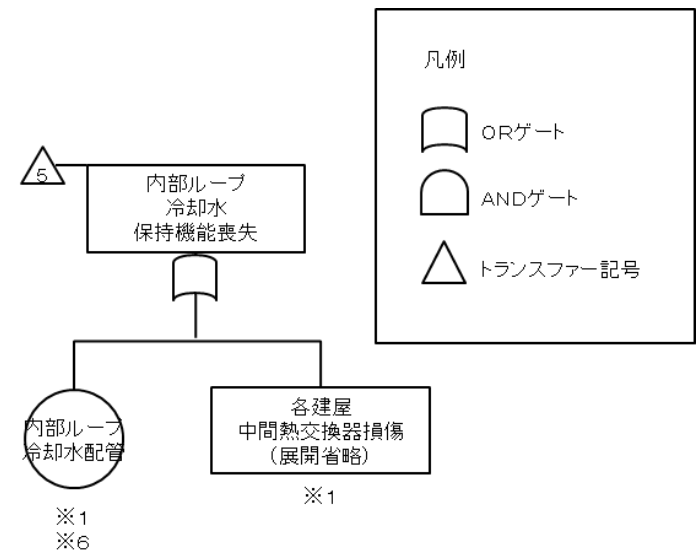 凡例
ORゲート
ANDゲート
トランスファー記号
5
内部ループ
冷却水
保持機能喪失
内部ループ
冷却水配管
※1
※6
各建屋
中間熱交換器損傷
(展開省略)
※1